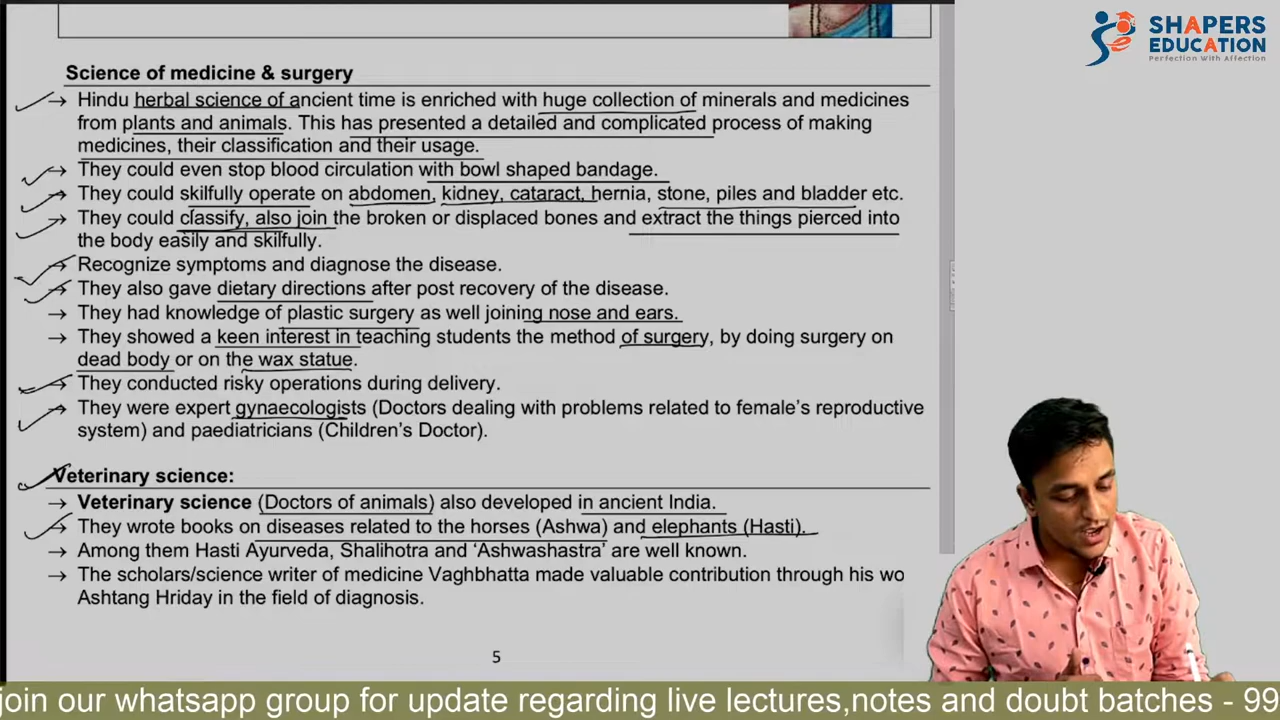 SHAPERS
EDUCATION
Perfection With Affection
Science of medicine & surgery
→ Hindu herbal science of ancient time is enriched with huge collection of minerals and medicines
from plants and animals. This has presented a detailed and complicated process of making
medicines, their classification and their usage.
→ They could even stop blood circulation with bowl shaped bandage.
→ They could skilfully operate on abdomen, kidney, cataract, hernia, stone, piles and bladder etc.
→ They could classify, also join the broken or displaced bones and extract the things pierced into
the body easily and skilfully.
→ Recognize symptoms and diagnose the disease.
→ They also gave dietary directions after post recovery of the disease.
→ They had knowledge of plastic surgery as well joining nose and ears.
→ They showed a keen interest in teaching students the method of surgery, by doing surgery on
dead body or on the wax statue.
→ They conducted risky operations during delivery.
→ They were expert gynaecologists (Doctors dealing with problems related to female's reproductive
system) and paediatricians (Children's Doctor).
Veterinary science:
→ Veterinary science (Doctors of animals) also developed in ancient India.
→ They wrote books on diseases related to the horses (Ashwa) and elephants (Hasti).
→ Among them Hasti Ayurveda, Shalihotra and 'Ashwashastra' are well known.
→ The scholars/science writer of medicine Vaghbhatta made valuable contribution through his wo
Ashtang Hriday in the field of diagnosis.
5
join our whatsapp group for update regarding live lectures,notes and doubt batches - 99